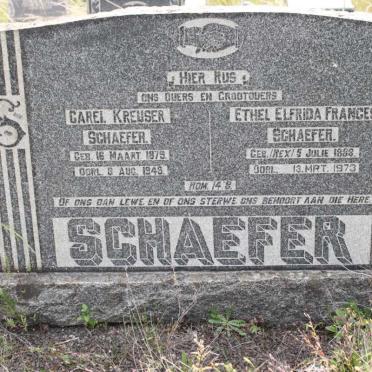 HIER RUS
ONS OUERS EN GROOTOUERS
CAREL KREUSER
SCHAEFER.
GEB. 16 MAART 1879.
OORL. 8 AUG. 1949.
ETHEL ELFRIDA FRANCES
SCHAEFER.
GEB. (REX) 5 JULIE 1888.
OORL. 13. MRT. 1973
ROM. 14:8.
OF ONS DAN LEWE EN OF ONS STERWE ONS BEHOORT AAN DIE HERE
SCHAEFER